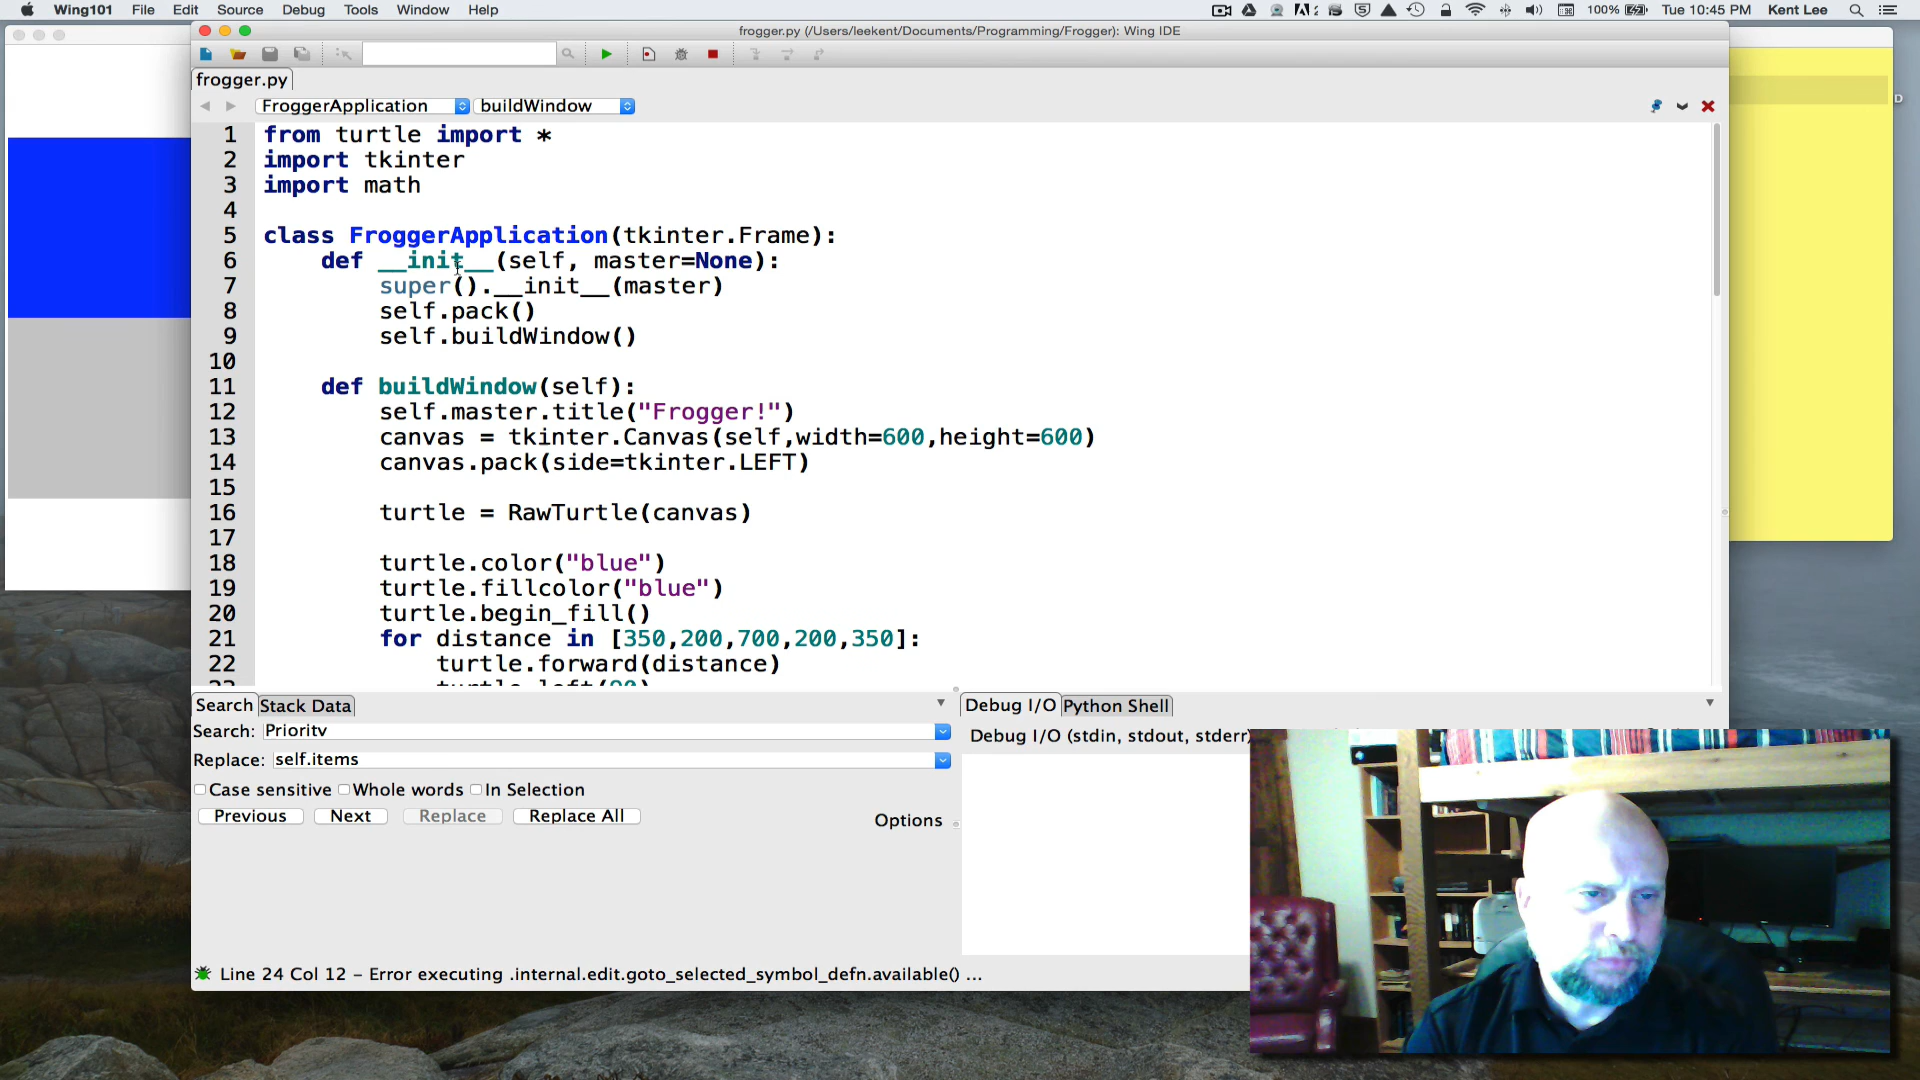 Wing101 File Edit Source Debug Tools Window Help 100% Tue 10:45 PM Kent Lee
frogger.py (/Users/leekent/Documents/Programming/Frogger): Wing IDE
frogger.py
FroggerApplication buildWindow
1 from turtle import *
2 import tkinter
3 import math
4
5 class FroggerApplication(tkinter.Frame):
6 def __init__(self, master=None):
7 super().__init__(master)
8 self.pack()
9 self.buildWindow()
10
11 def buildWindow(self):
12 self.master.title("Frogger!")
13 canvas = tkinter.Canvas(self,width=600,height=600)
14 canvas.pack(side=tkinter.LEFT)
15
16 turtle = RawTurtle(canvas)
17
18 turtle.color("blue")
19 turtle.fillcolor("blue")
20 turtle.begin_fill()
21 for distance in [350,200,700,200,350]:
22 turtle.forward(distance)
23 turtle.left(90)
Search Stack Data
Search: Priority
Replace: self.items
Case sensitive Whole words In Selection
Previous Next Replace Replace All
Options
Debug I/O Python Shell
Debug I/O (stdin, stdout, stderr)
Line 24 Col 12 – Error executing .internal.edit.goto_selected_symbol_defn.available() ...